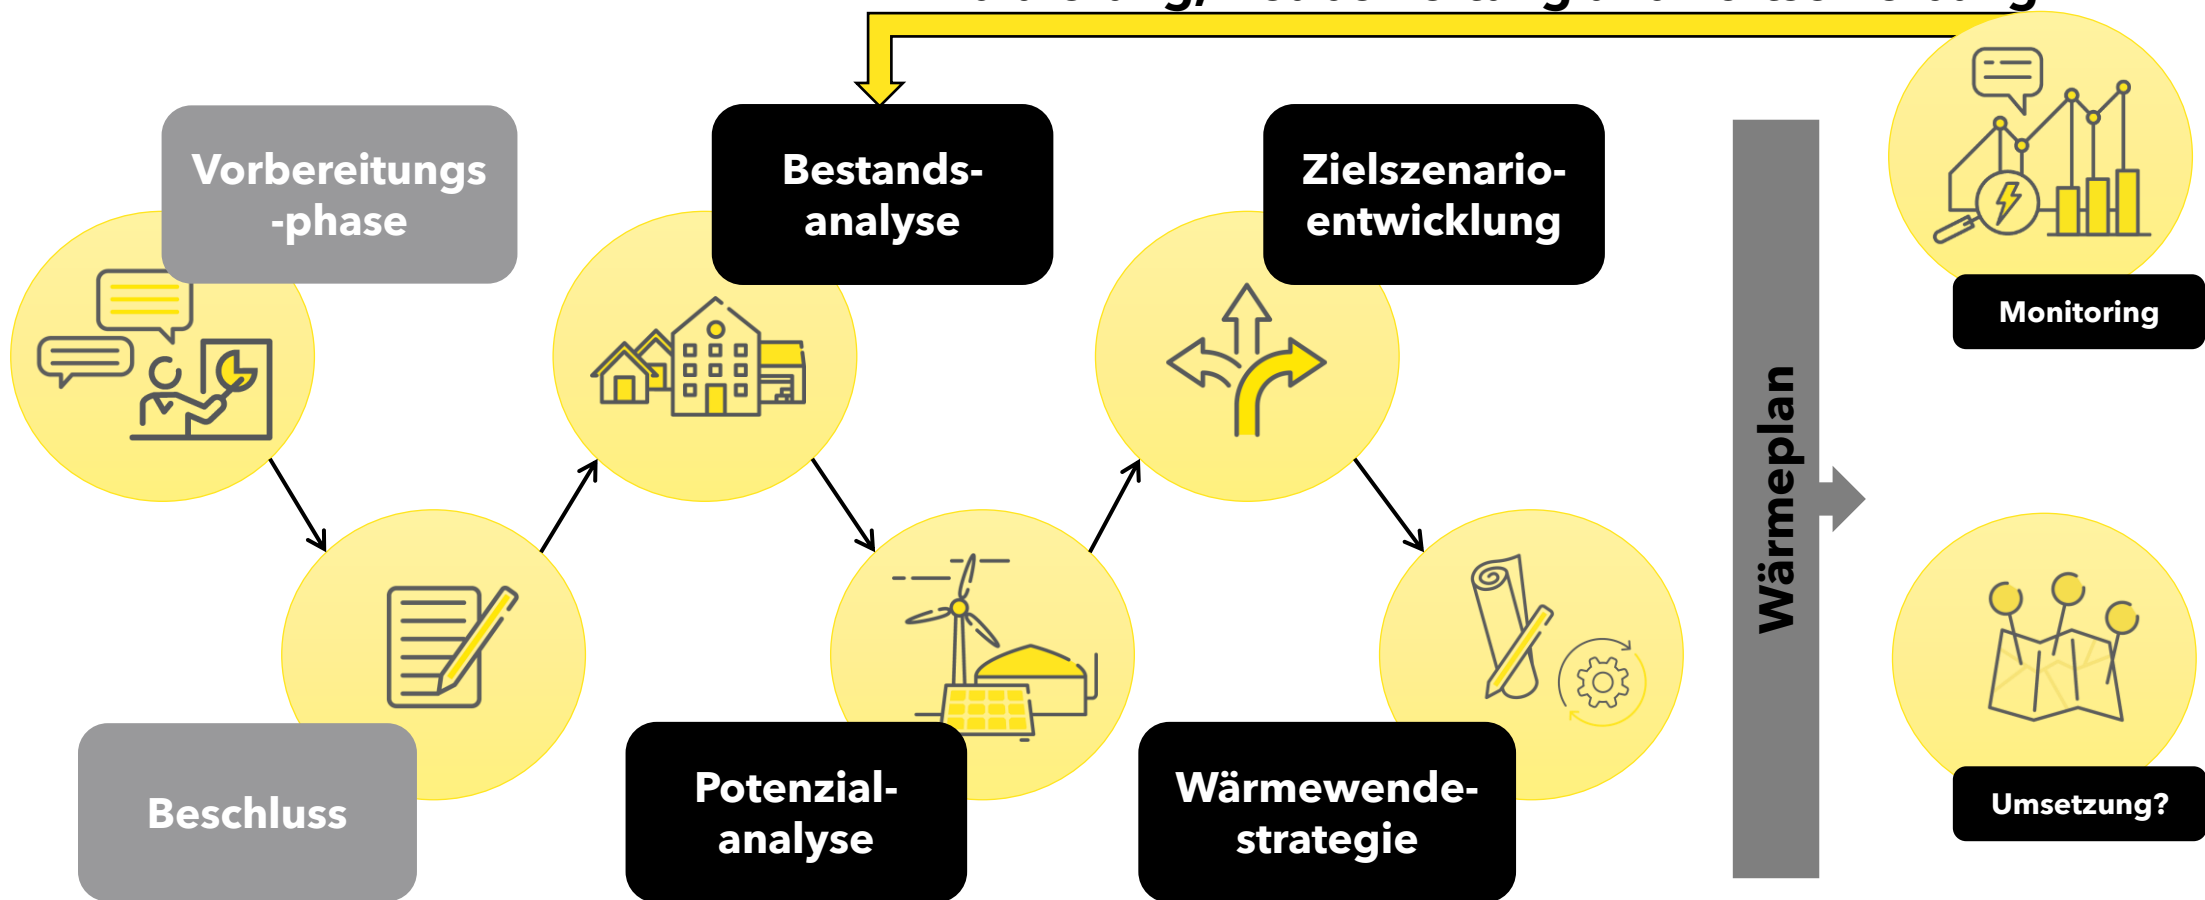 Vorbereitungs
-phase
Bestands-
analyse
Zielszenario-
entwicklung
Monitoring
Wärmeplan
Beschluss
Potenzial-
analyse
Wärmewende-
strategie
Umsetzung?